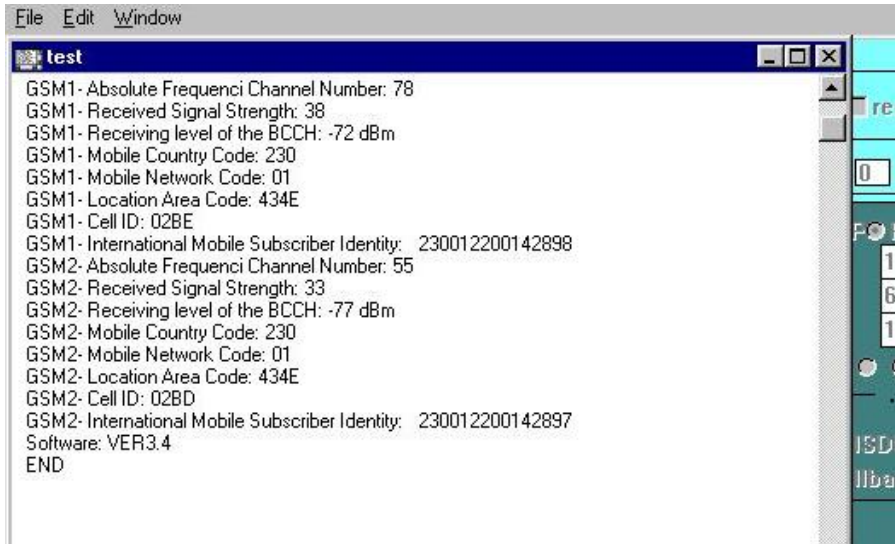 File Edit Window
test
GSM1- Absolute Frequenci Channel Number: 78
GSM1- Received Signal Strength: 38
GSM1- Receiving level of the BCCH: -72 dBm
GSM1- Mobile Country Code: 230
GSM1- Mobile Network Code: 01
GSM1- Location Area Code: 434E
GSM1- Cell ID: 02BE
GSM1- International Mobile Subscriber Identity: 230012200142898
GSM2- Absolute Frequenci Channel Number: 55
GSM2- Received Signal Strength: 33
GSM2- Receiving level of the BCCH: -77 dBm
GSM2- Mobile Country Code: 230
GSM2- Mobile Network Code: 01
GSM2- Location Area Code: 434E
GSM2- Cell ID: 02BD
GSM2- International Mobile Subscriber Identity: 230012200142897
Software: VER3.4
END
re
0
1
6
1
ISD
llba